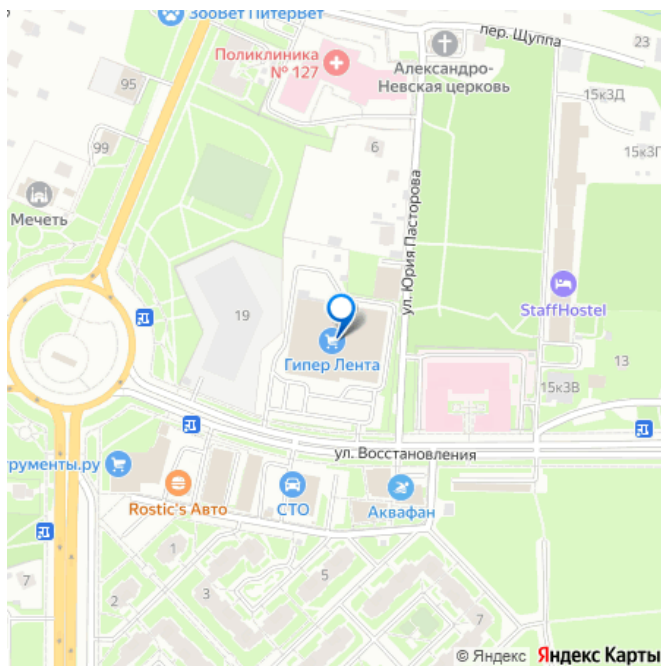 ЗооВет ПитерВет
пер. Щуппа
23
Поликлиника
№ 127
Александро-
Невская церковь
95
15к3Д
99
6
15к3Г
Мечеть
ул. Юрия Пасторова
19
StaffHostel
Гипер Лента
13
15к3В
ул. Восстановления
трументы.ру
Rostic's Авто
СТО
Аквафан
1
7
5
2
3
7
© Яндекс Яндекс Карты